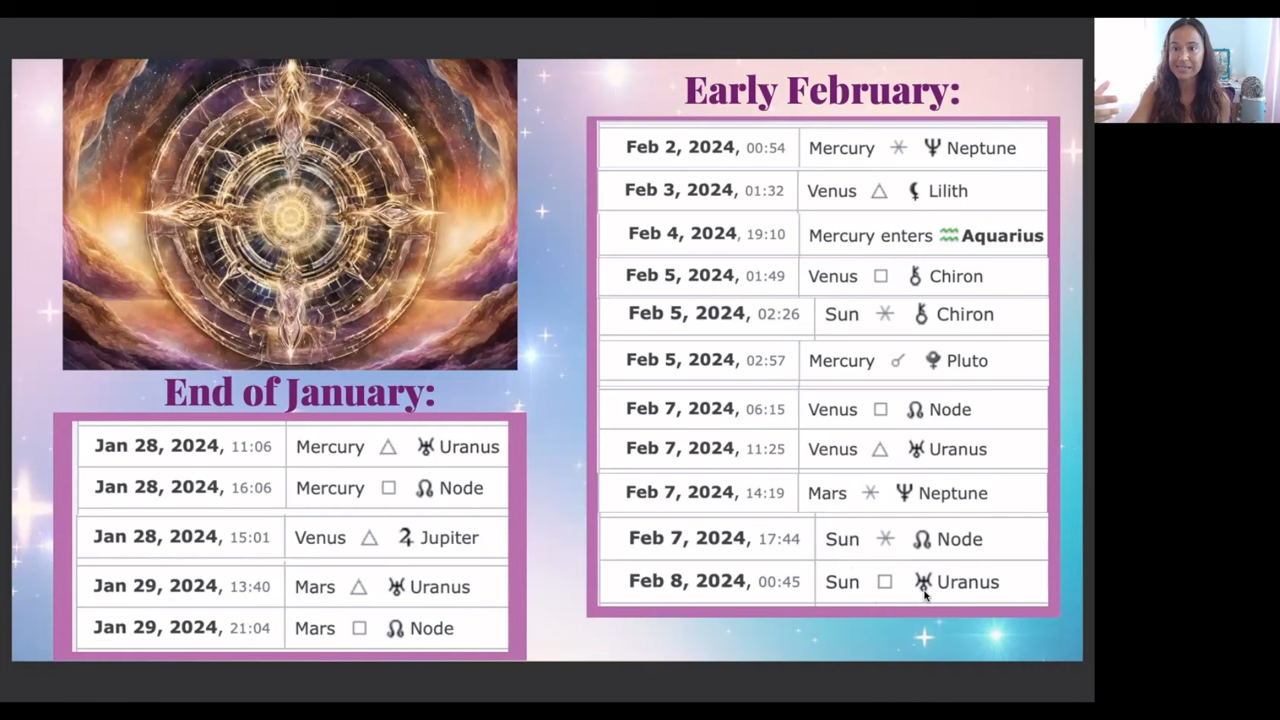 End of January:
Jan 28, 2024, 11:06 Mercury △ ♅ Uranus
Jan 28, 2024, 16:06 Mercury □ ☊ Node
Jan 28, 2024, 15:01 Venus △ ♃ Jupiter
Jan 29, 2024, 13:40 Mars △ ♅ Uranus
Jan 29, 2024, 21:04 Mars □ ☊ Node
Early February:
Feb 2, 2024, 00:54 Mercury ⚹ ♆ Neptune
Feb 3, 2024, 01:32 Venus △ ⚸ Lilith
Feb 4, 2024, 19:10 Mercury enters ♒ Aquarius
Feb 5, 2024, 01:49 Venus □ ⚷ Chiron
Feb 5, 2024, 02:26 Sun ⚹ ⚷ Chiron
Feb 5, 2024, 02:57 Mercury ☌ ⯓ Pluto
Feb 7, 2024, 06:15 Venus □ ☊ Node
Feb 7, 2024, 11:25 Venus △ ♅ Uranus
Feb 7, 2024, 14:19 Mars ⚹ ♆ Neptune
Feb 7, 2024, 17:44 Sun ⚹ ☊ Node
Feb 8, 2024, 00:45 Sun □ ♅ Uranus